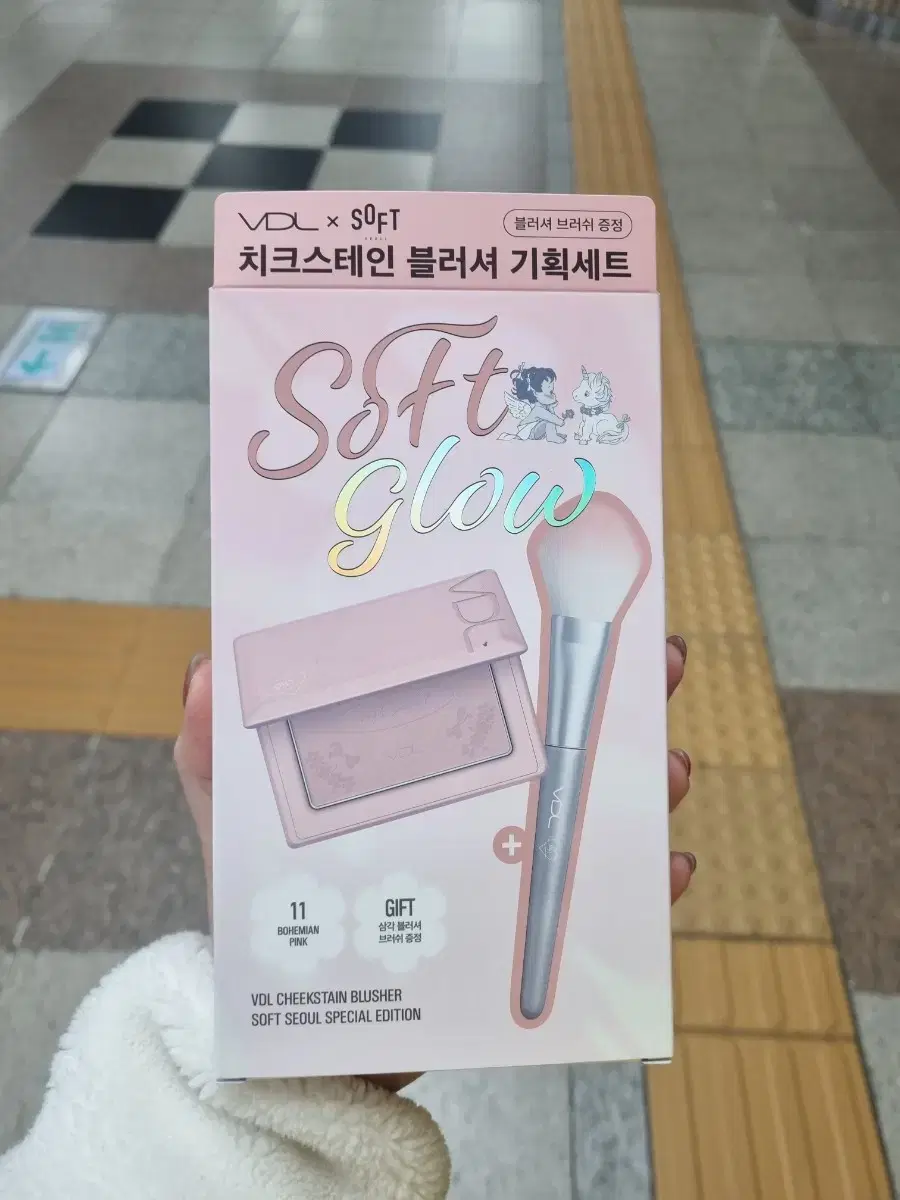 VDL × SOFT
SEOUL
블러셔 브러쉬 증정
치크스테인 블러셔 기획세트
Soft
glow
VDL
VDL
VDL
+
11
BOHEMIAN
PINK
GIFT
삼각 블러셔
브러쉬 증정
VDL CHEEKSTAIN BLUSHER
SOFT SEOUL SPECIAL EDITION